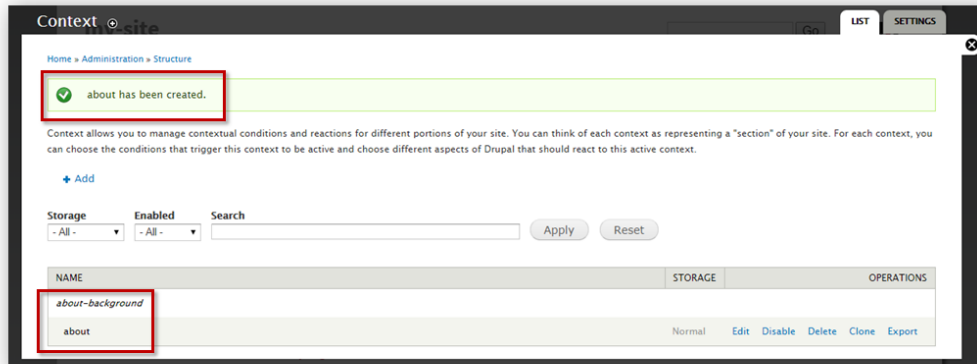 Context
my-site
Go
LIST
SETTINGS
Home » Administration » Structure
about has been created.
Context allows you to manage contextual conditions and reactions for different portions of your site. You can think of each context as representing a "section" of your site. For each context, you
can choose the conditions that trigger this context to be active and choose different aspects of Drupal that should react to this active context.
+ Add
Storage Enabled Search
- All - - All - Apply Reset
NAME STORAGE OPERATIONS
about-background
about Normal Edit Disable Delete Clone Export